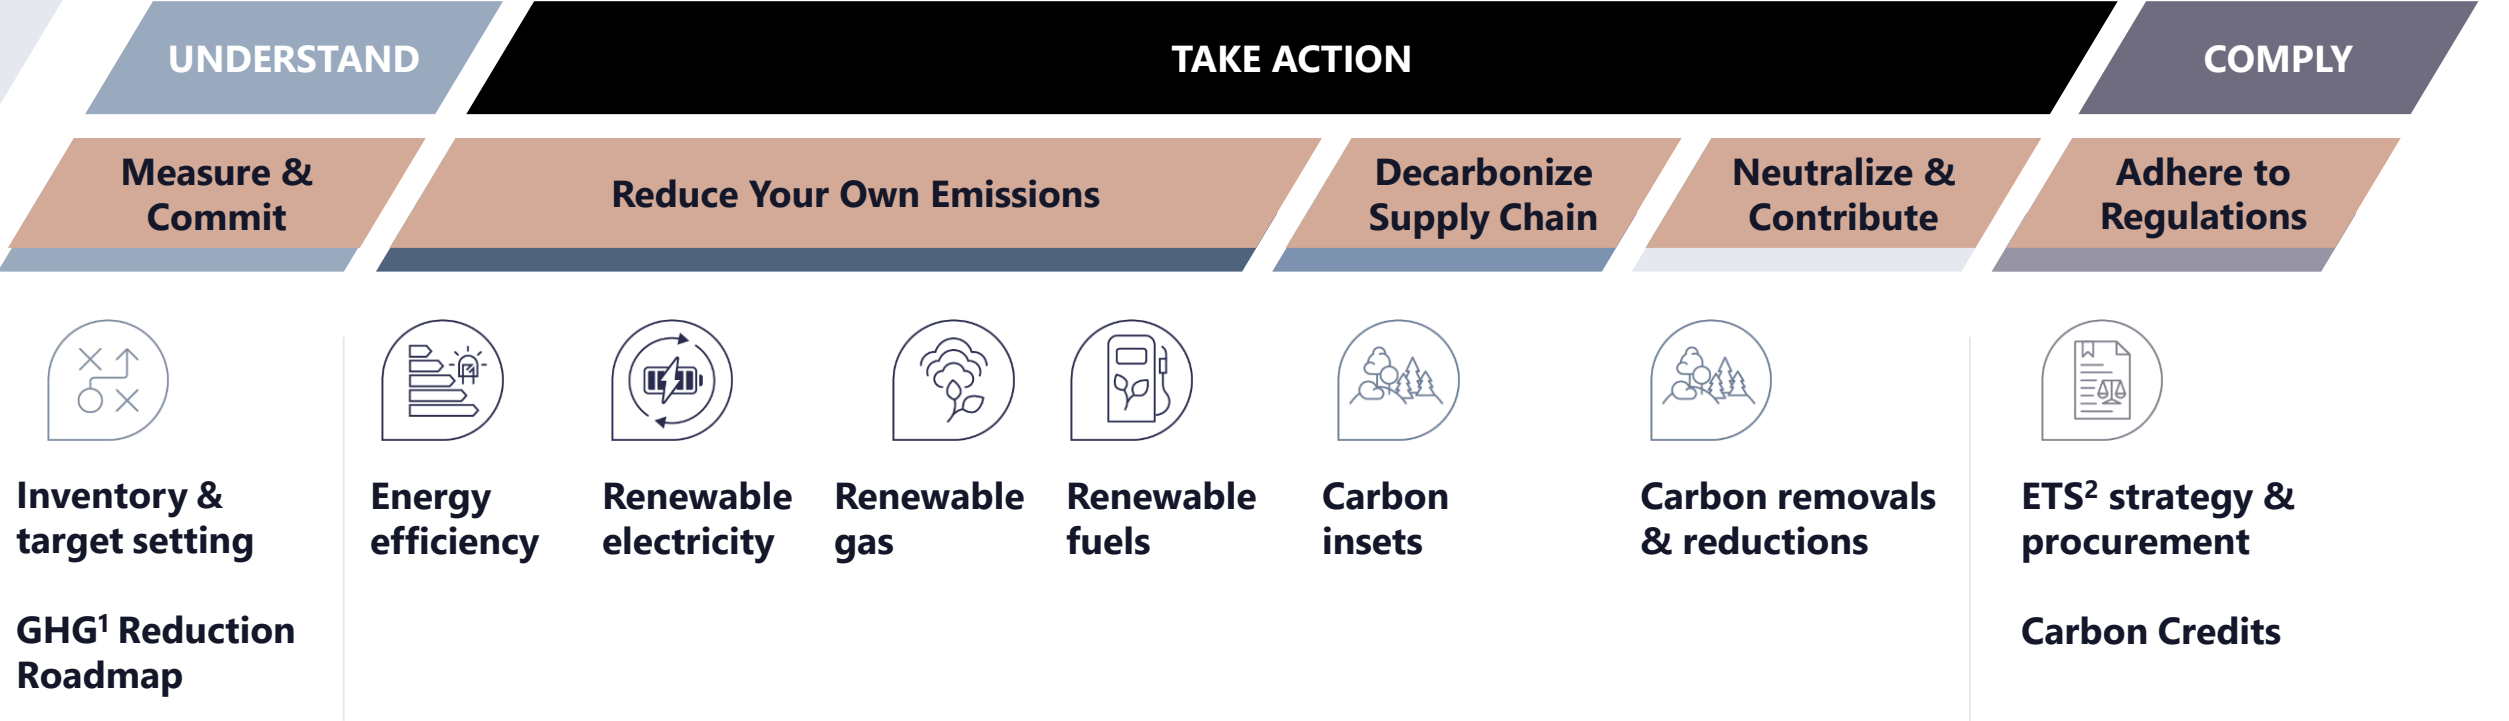 UNDERSTAND
TAKE ACTION
COMPLY
Measure &
Commit
Reduce Your Own Emissions
Decarbonize
Supply Chain
Neutralize &
Contribute
Adhere to
Regulations
Inventory &
target setting
GHG¹ Reduction
Roadmap
Energy
efficiency
Renewable
electricity
Renewable
gas
Renewable
fuels
Carbon
insets
Carbon removals
& reductions
ETS² strategy &
procurement
Carbon Credits